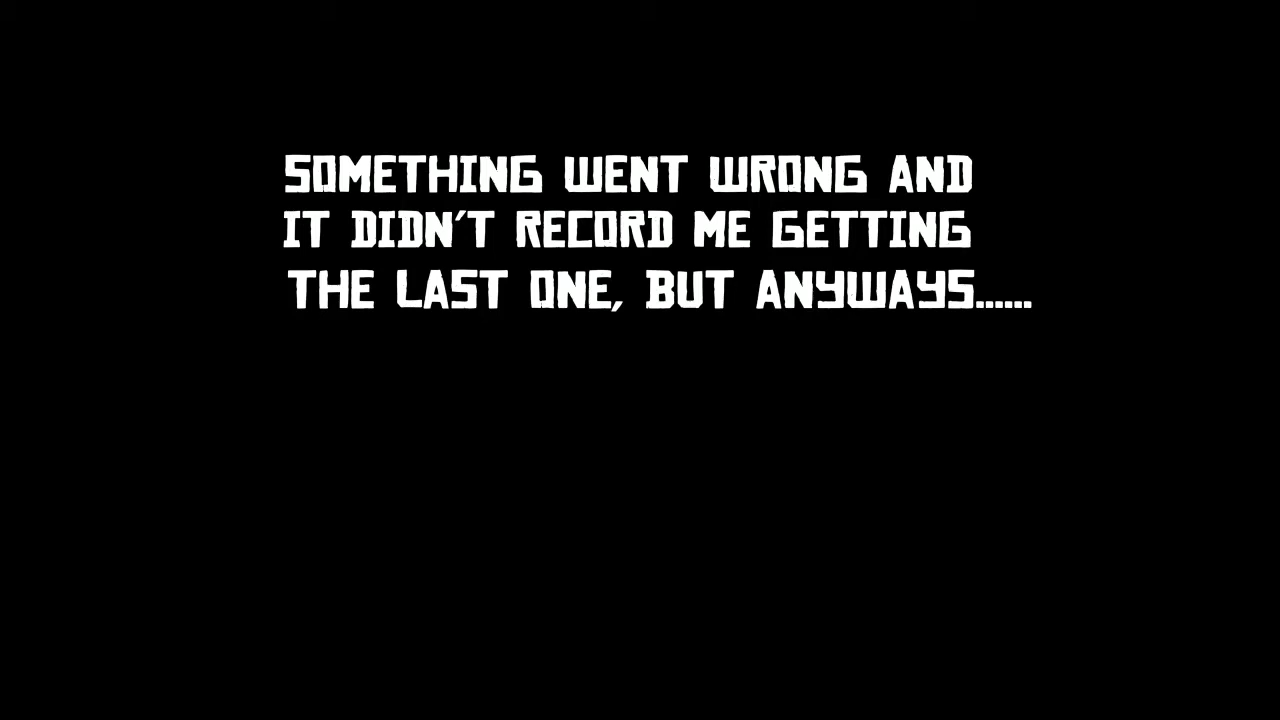 SOMETHING WENT WRONG AND
IT DIDN'T RECORD ME GETTING
THE LAST ONE, BUT ANYWAYS......